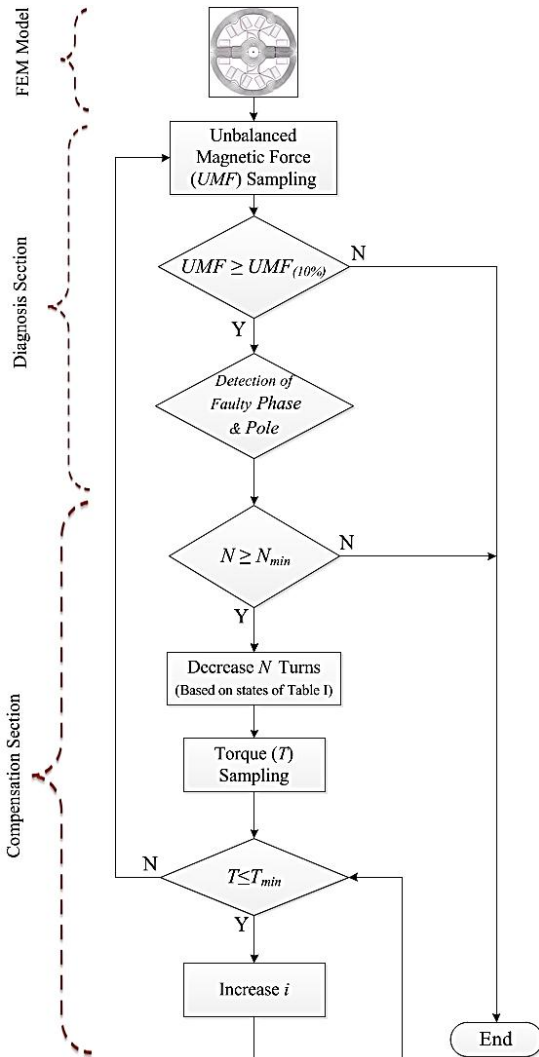 FEM Model
Unbalanced
Magnetic Force
(UMF) Sampling
UMF ≥ UMF(10%)
N
Y
Diagnosis Section
Detection of
Faulty Phase
& Pole
N ≥ Nmin
N
Y
Decrease N Turns
(Based on states of Table I)
Torque (T)
Sampling
Compensation Section
N
T≤Tmin
Y
Increase i
End